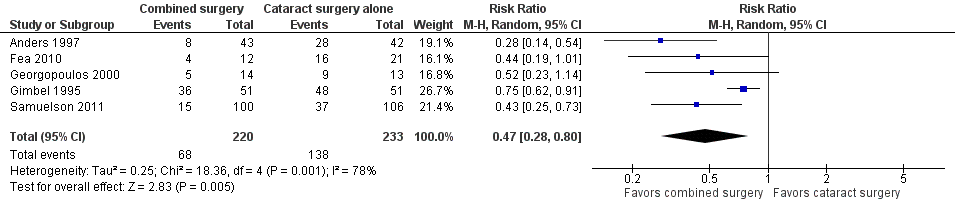 Combined surgery Cataract surgery alone Risk Ratio Risk Ratio
Study or Subgroup Events Total Events Total Weight M-H, Random, 95% CI M-H, Random, 95% CI
Anders 1997 8 43 28 42 19.1% 0.28 [0.14, 0.54]
Fea 2010 4 12 16 21 16.1% 0.44 [0.19, 1.01]
Georgopoulos 2000 5 14 9 13 16.8% 0.52 [0.23, 1.14]
Gimbel 1995 36 51 48 51 26.7% 0.75 [0.62, 0.91]
Samuelson 2011 15 100 37 106 21.4% 0.43 [0.25, 0.73]
Total (95% CI) 220 233 100.0% 0.47 [0.28, 0.80]
Total events 68 138
Heterogeneity: Tau² = 0.25; Chi² = 18.36, df = 4 (P = 0.001); I² = 78%
Test for overall effect: Z = 2.83 (P = 0.005)
0.2 0.5 1 2 5
Favors combined surgery Favors cataract surgery